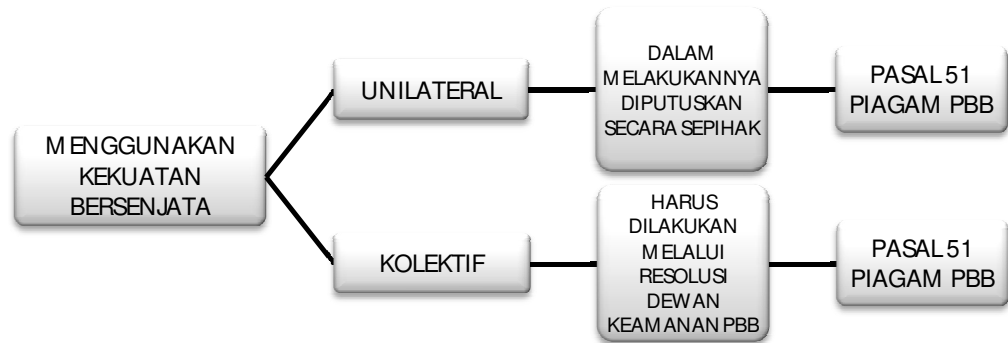 MENGGUNAKAN
KEKUATAN
BERSENJATA
UNILATERAL
DALAM
MELAKUKANNYA
DIPUTUSKAN
SECARA SEPIHAK
PASAL 51
PIAGAM PBB
KOLEKTIF
HARUS
DILAKUKAN
MELALUI
RESOLUSI
DEWAN
KEAMANAN PBB
PASAL 51
PIAGAM PBB